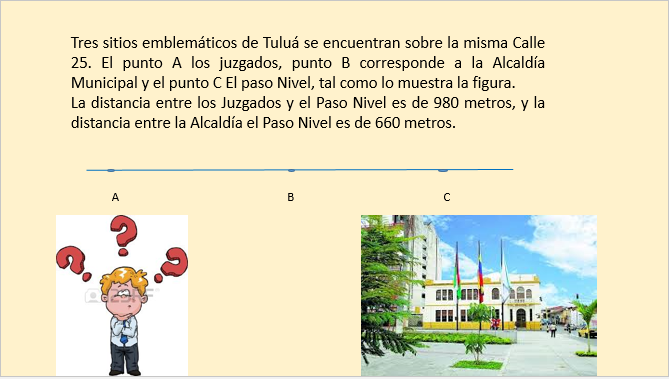 Tres sitios emblemáticos de Tuluá se encuentran sobre la misma Calle
25. El punto A los juzgados, punto B corresponde a la Alcaldía
Municipal y el punto C El paso Nivel, tal como lo muestra la figura.
La distancia entre los Juzgados y el Paso Nivel es de 980 metros, y la
distancia entre la Alcaldía el Paso Nivel es de 660 metros.
A B C